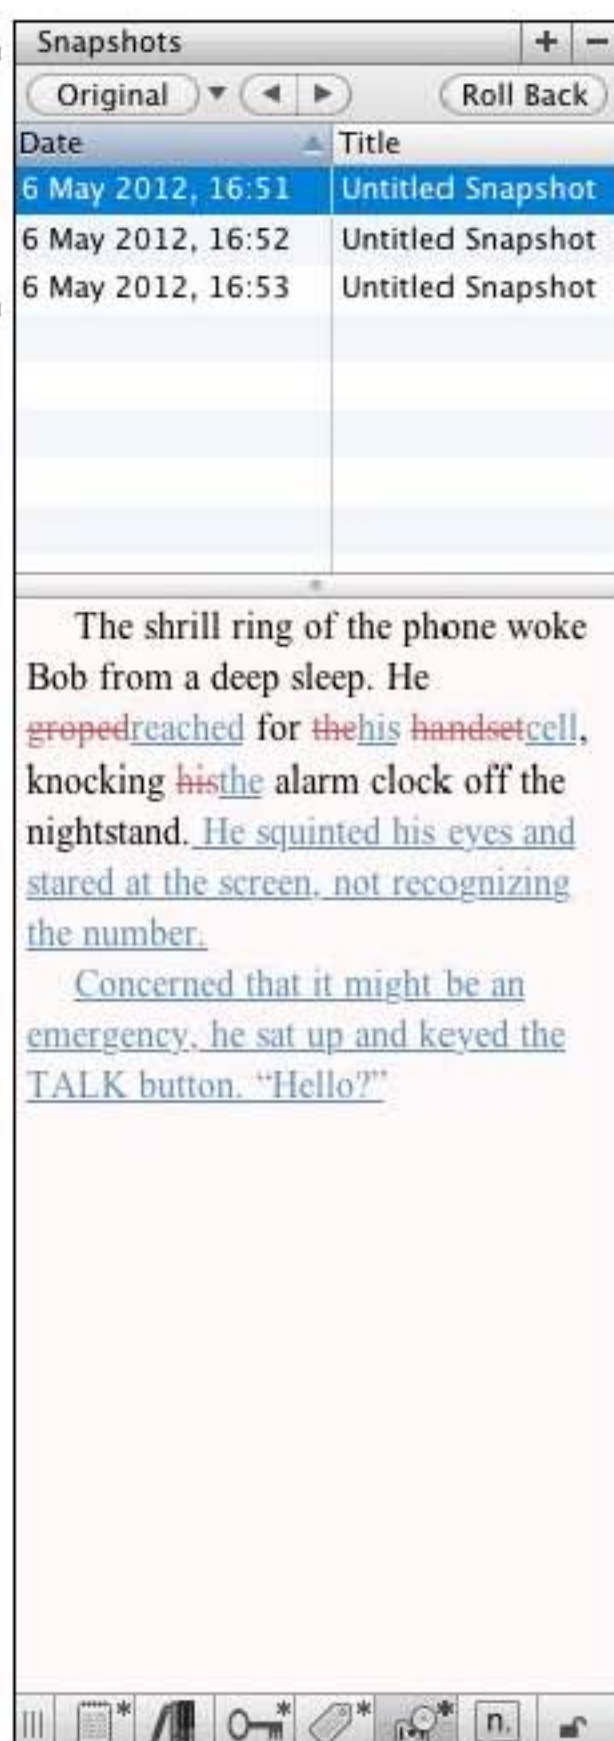 Snapshots + −
Original Roll Back
Date Title
6 May 2012, 16:51 Untitled Snapshot
6 May 2012, 16:52 Untitled Snapshot
6 May 2012, 16:53 Untitled Snapshot
The shrill ring of the phone woke
Bob from a deep sleep. He
gropedreached for thehis handsetcell,
knocking histhe alarm clock off the
nightstand. He squinted his eyes and
stared at the screen, not recognizing
the number.
Concerned that it might be an
emergency, he sat up and keyed the
TALK button. “Hello?”
n.